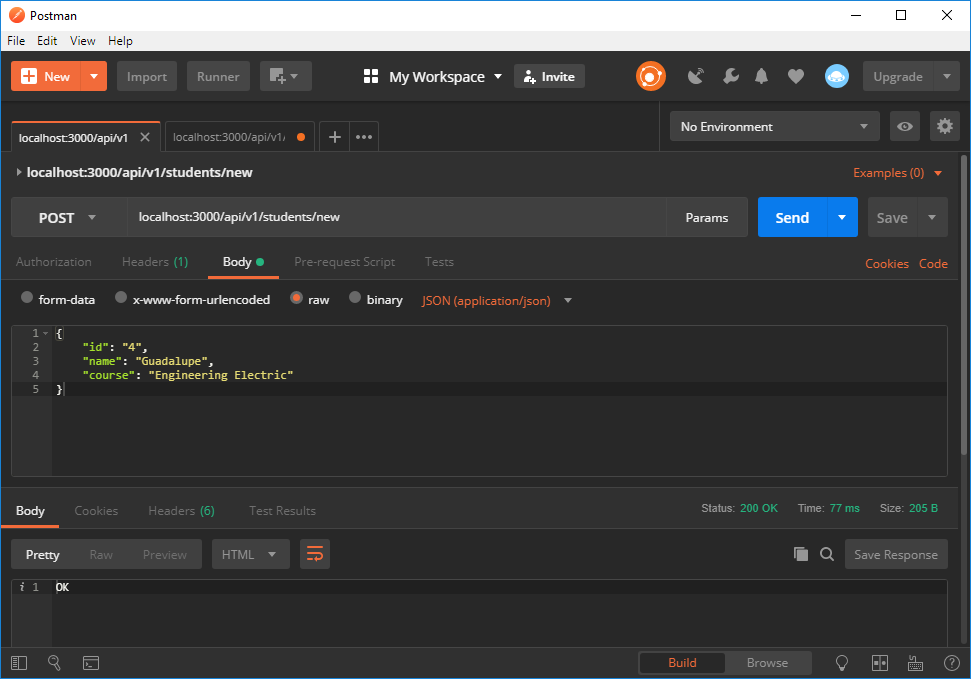 Postman
File Edit View Help
New Import Runner My Workspace Invite Upgrade
localhost:3000/api/v1 localhost:3000/api/v1/ No Environment
localhost:3000/api/v1/students/new Examples (0)
POST localhost:3000/api/v1/students/new Params Send Save
Authorization Headers (1) Body Pre-request Script Tests Cookies Code
form-data x-www-form-urlencoded raw binary JSON (application/json)
1 {
2 "id": "4",
3 "name": "Guadalupe",
4 "course": "Engineering Electric"
5 }
Body Cookies Headers (6) Test Results Status: 200 OK Time: 77 ms Size: 205 B
Pretty Raw Preview HTML Save Response
i 1 OK
Build Browse ?